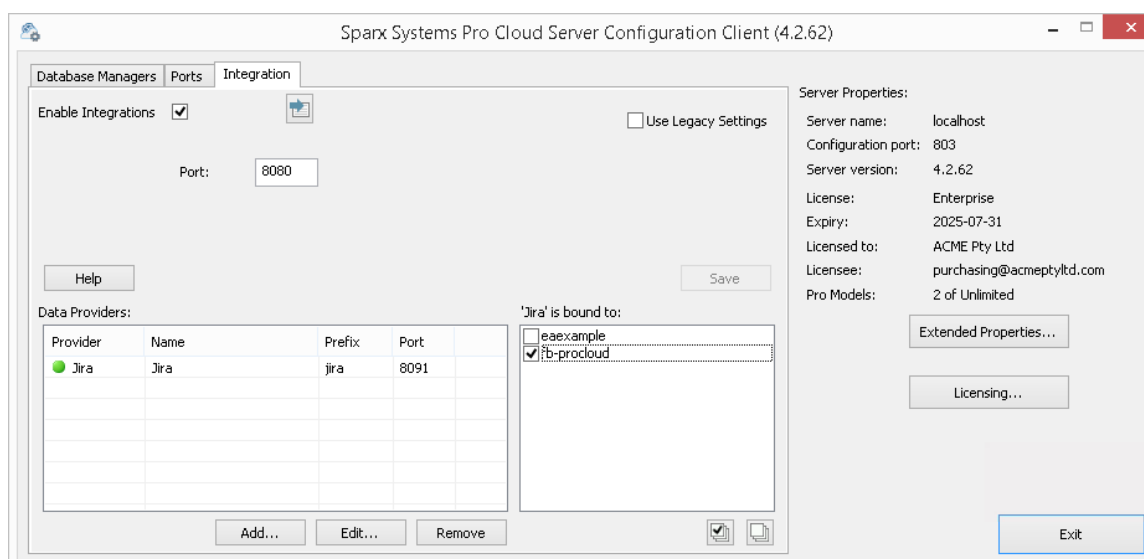 Sparx Systems Pro Cloud Server Configuration Client (4.2.62)
Database Managers Ports Integration
Enable Integrations
Use Legacy Settings
Port: 8080
Help
Save
Data Providers:
Provider Name Prefix Port
Jira Jira jira 8091
Add... Edit... Remove
'Jira' is bound to:
eaexample
fb-procloud
Server Properties:
Server name: localhost
Configuration port: 803
Server version: 4.2.62
License: Enterprise
Expiry: 2025-07-31
Licensed to: ACME Pty Ltd
Licensee: purchasing@acmeptyltd.com
Pro Models: 2 of Unlimited
Extended Properties...
Licensing...
Exit